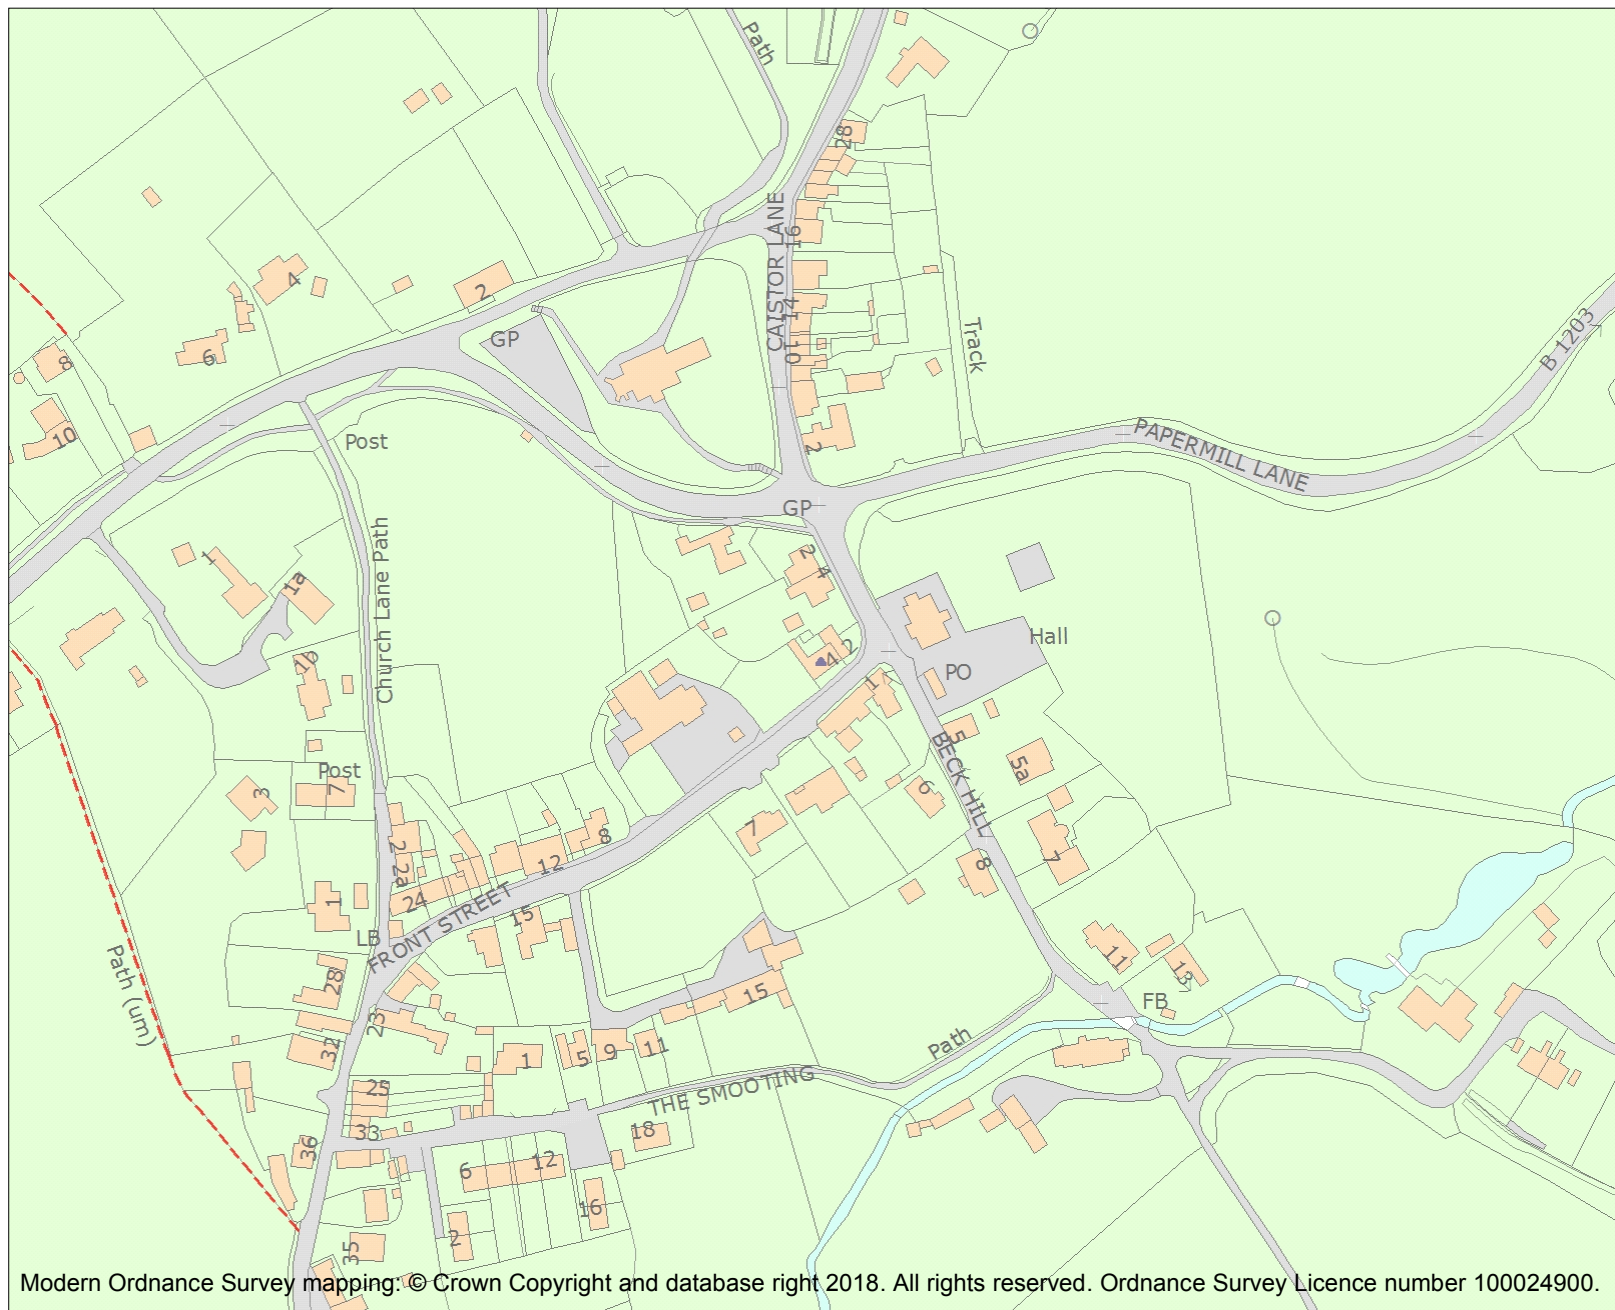 Path
28
CAISTOR LANE
16
4
2
14
GP
B 1203
Track
10
6
8
10
Post
2
PAPERMILL LANE
GP
Church Lane Path
1
2
4
1a
Hall
1b
4
2
PO
1
BECK HILL
5
5a
Post
7
3
6
7
8
2
2a
12
7
8
24
1
15
FRONT STREET
LB
11
13
Path (um)
28
15
FB
23
32
Path
1
5
9
11
25
THE SMOOTING
33
18
36
6
12
16
2
35
Modern Ordnance Survey mapping: © Crown Copyright and database right 2018. All rights reserved. Ordnance Survey Licence number 100024900.